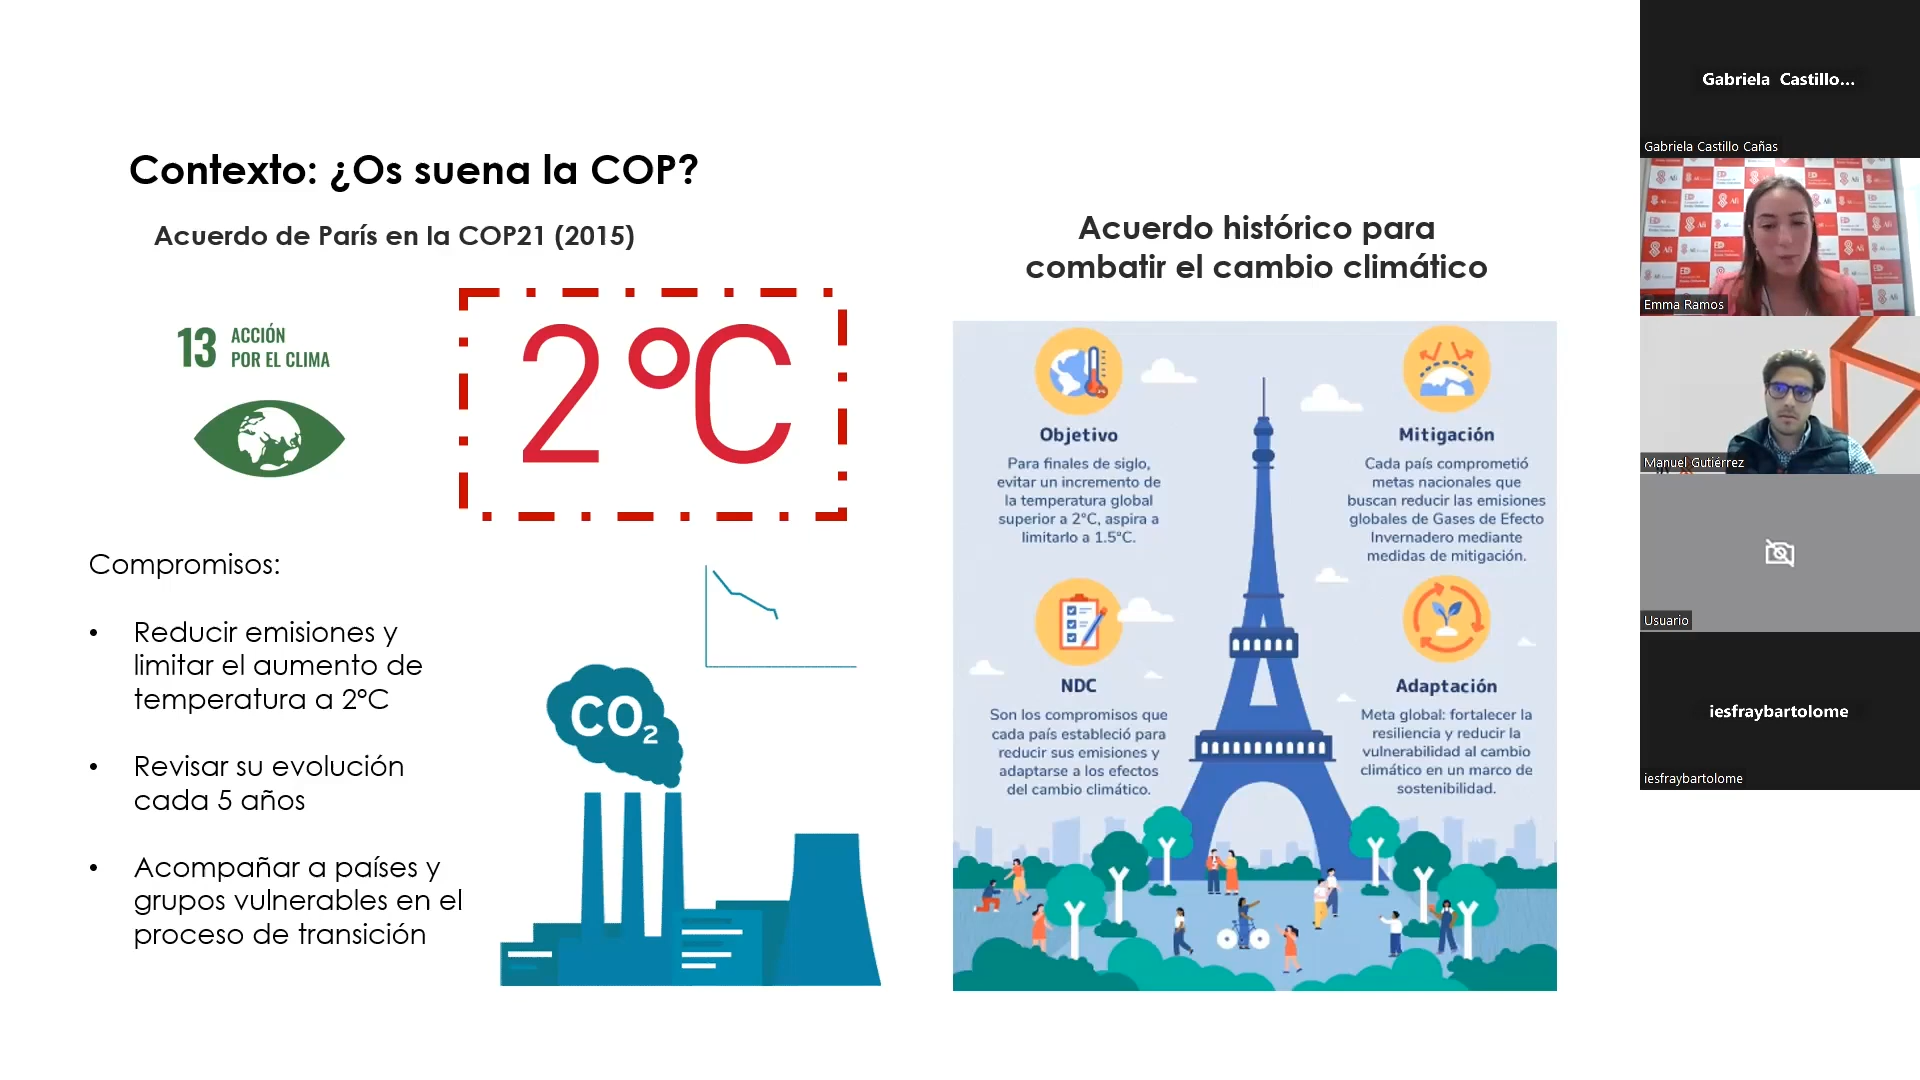 Contexto: ¿Os suena la COP?
Acuerdo de París en la COP21 (2015)
13 ACCIÓN
POR EL CLIMA
2°C
Compromisos:
• Reducir emisiones y
limitar el aumento de
temperatura a 2ºC
• Revisar su evolución
cada 5 años
• Acompañar a países y
grupos vulnerables en el
proceso de transición
CO2
Acuerdo histórico para
combatir el cambio climático
Objetivo
Para finales de siglo,
evitar un incremento de
la temperatura global
superior a 2°C, aspira a
limitarlo a 1.5°C.
Mitigación
Cada país comprometió
metas nacionales que
buscan reducir las emisiones
globales de Gases de Efecto
Invernadero mediante
medidas de mitigación.
NDC
Son los compromisos que
cada país estableció para
reducir sus emisiones y
adaptarse a los efectos
del cambio climático.
Adaptación
Meta global: fortalecer la
resiliencia y reducir la
vulnerabilidad al cambio
climático en un marco de
sostenibilidad.
Gabriela Castillo...
Gabriela Castillo Cañas
Afi
Emma Ramos
Manuel Gutiérrez
Usuario
iesfraybartolome
iesfraybartolome